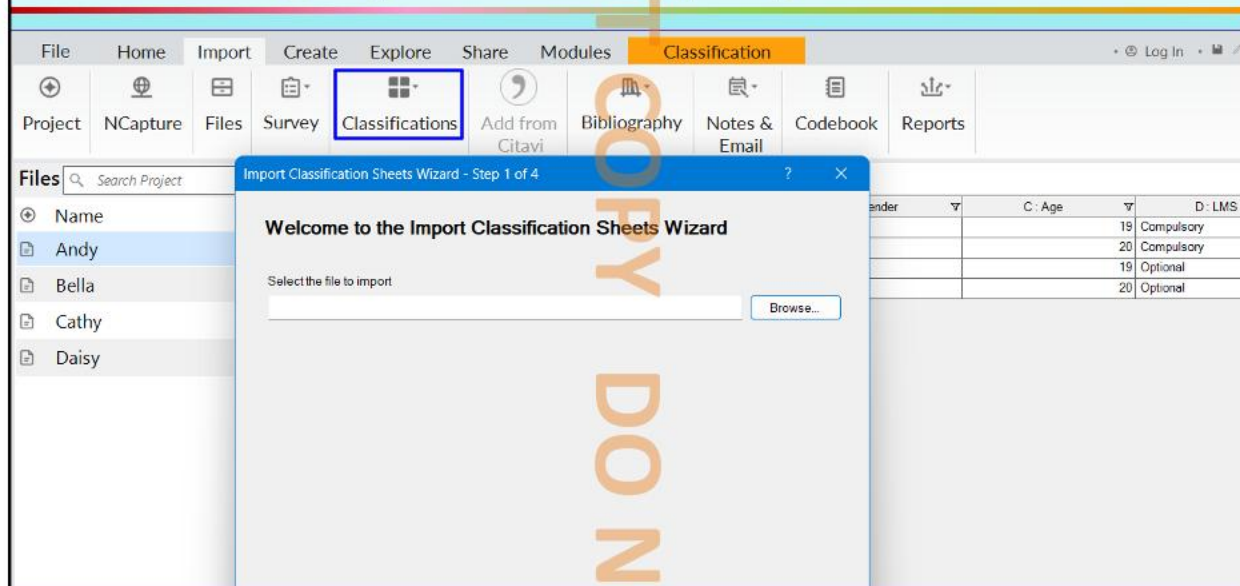 File Home Import Create Explore Share Modules Classification Log In
Project NCapture Files Survey Classifications Add from Citavi Bibliography Notes & Email Codebook Reports
Files Search Project
Import Classification Sheets Wizard - Step 1 of 4 ? ×
Name
Andy
Bella
Cathy
Daisy
Welcome to the Import Classification Sheets Wizard
Select the file to import
Browse...
ender C : Age D : LMS
19 Compulsory
20 Compulsory
19 Optional
20 Optional
T COPY DO N